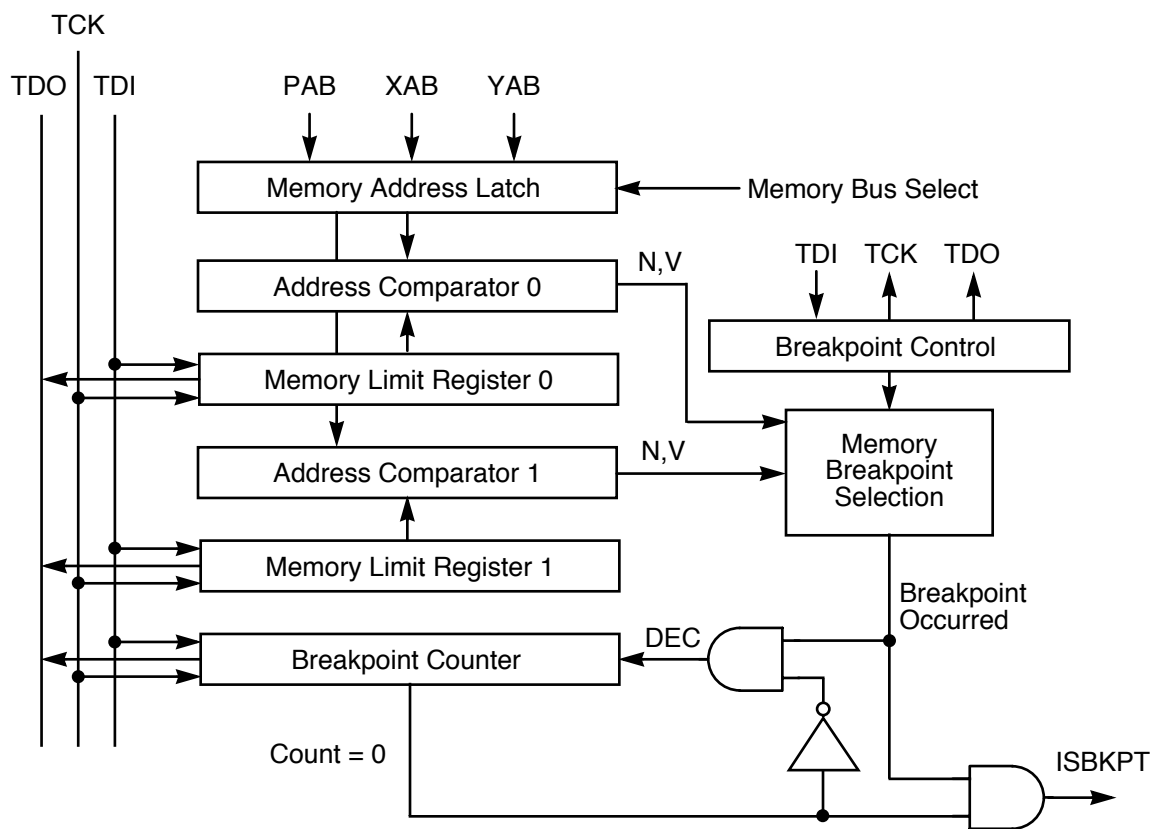 TCK
TDO TDI PAB XAB YAB
Memory Address Latch
Memory Bus Select
Address Comparator 0
N,V
TDI TCK TDO
Breakpoint Control
Memory Limit Register 0
Memory
Breakpoint
Selection
Address Comparator 1
N,V
Memory Limit Register 1
Breakpoint
Occurred
DEC
Breakpoint Counter
Count = 0
ISBKPT